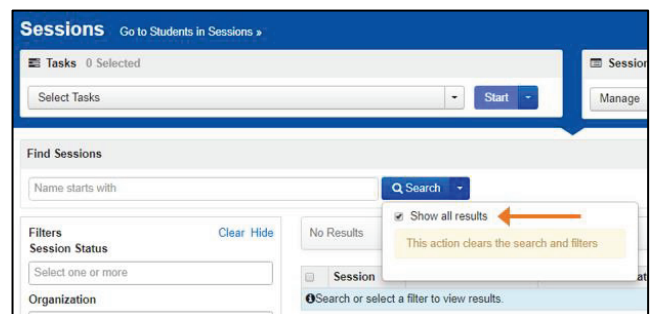 Sessions Go to Students in Sessions »
Tasks 0 Selected
Session
Select Tasks
Start
Manage
Find Sessions
Name starts with
Search
Show all results
This action clears the search and filters
Filters
Clear Hide
No Results
Session Status
Select one or more
Session
Organization
Search or select a filter to view results.